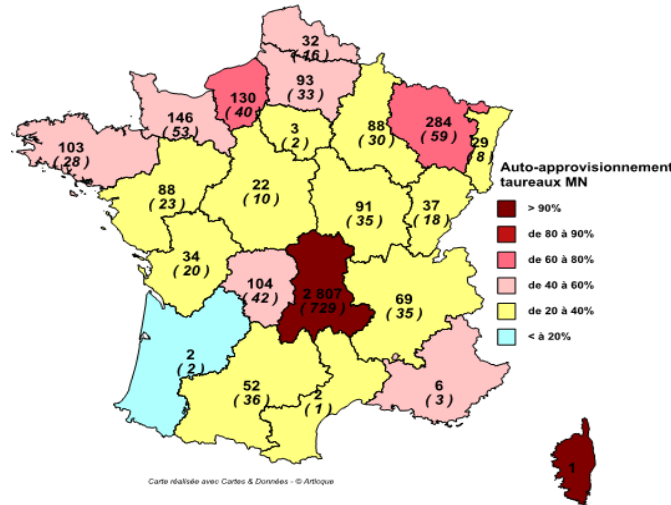 32
( 16 )
93
( 33 )
130
( 40 )
146
( 53 )
284
( 59 )
103
( 28 )
3
( 2 )
88
( 30 )
29
8
Auto-approvisionnement
taureaux MN
> 90%
de 80 à 90%
de 60 à 80%
de 40 à 60%
de 20 à 40%
< à 20%
88
( 23 )
22
( 10 )
91
( 35 )
37
( 18 )
34
( 20 )
104
( 42 )
2 807
( 729 )
69
( 35 )
2
( 2 )
52
( 36 )
2
( 1 )
6
( 3 )
1
Carte réalisée avec Cartes & Données - © Artique